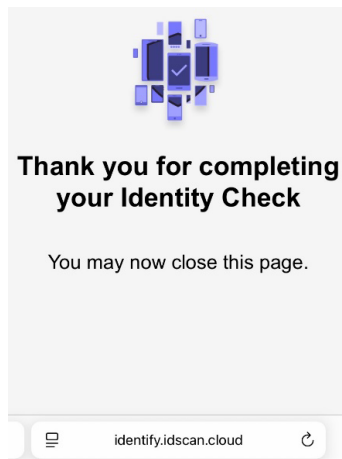 Thank you for completing
your Identity Check
You may now close this page.
identify.idscan.cloud